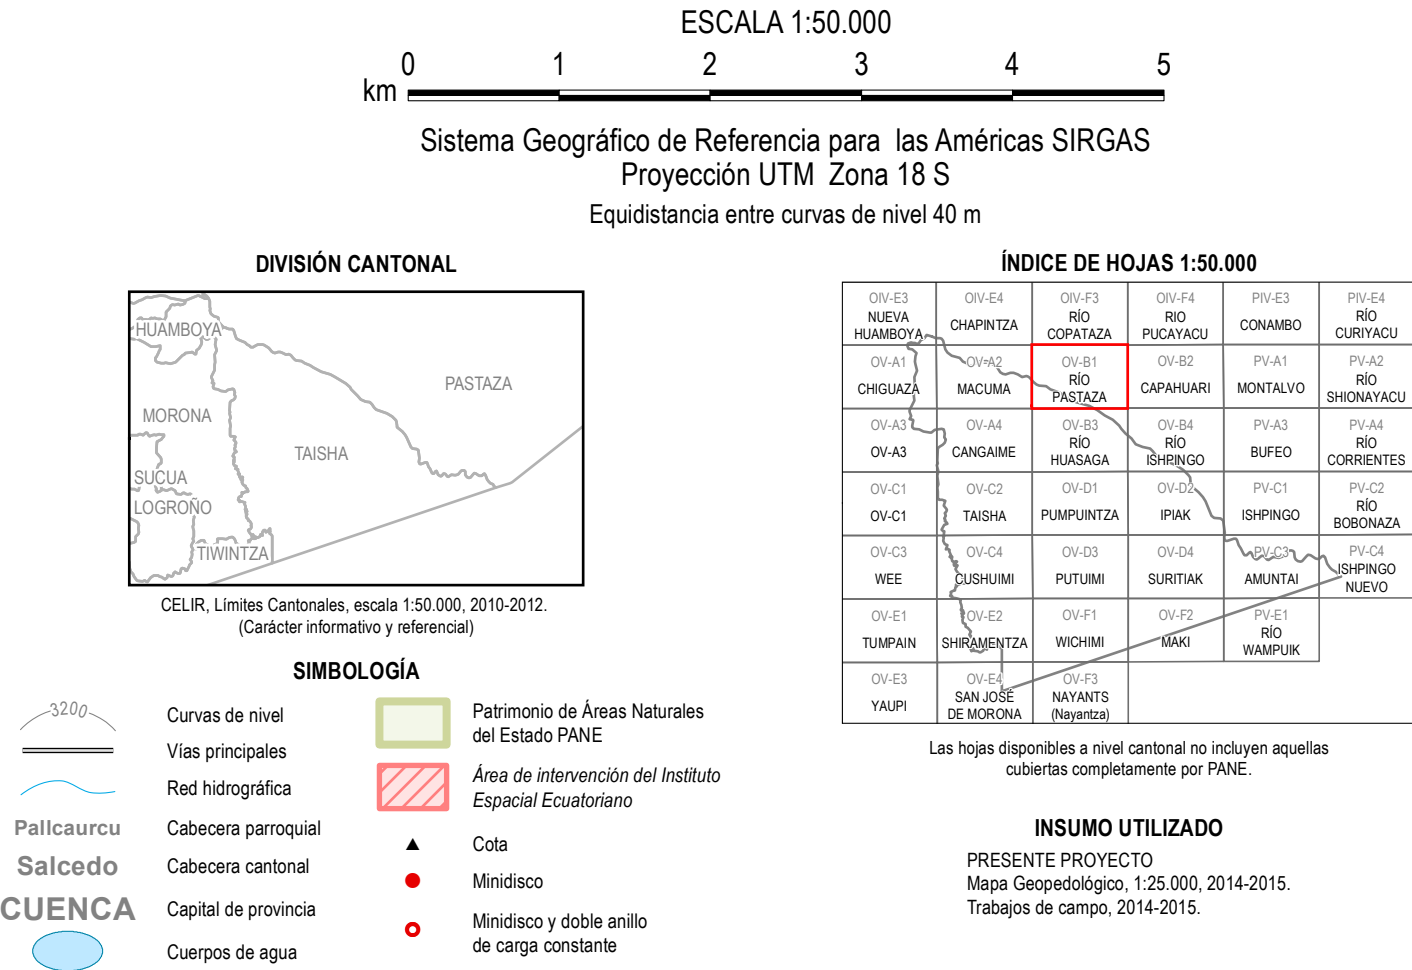 ESCALA 1:50.000
0 1 2 3 4 5
km
Sistema Geográfico de Referencia para las Américas SIRGAS
Proyección UTM Zona 18 S
Equidistancia entre curvas de nivel 40 m
DIVISIÓN CANTONAL
HUAMBOYA
PASTAZA
MORONA
TAISHA
SUCUA
LOGROÑO
TIWINTZA
CELIR, Límites Cantonales, escala 1:50.000, 2010-2012.
(Carácter informativo y referencial)
ÍNDICE DE HOJAS 1:50.000
OIV-E3 OIV-E4 OIV-F3 OIV-F4 PIV-E3 PIV-E4
NUEVA RÍO RIO RÍO
CHAPINTZA CONAMBO
HUAMBOYA COPATAZA PUCAYACU CURIYACU
OV-A1 OV-A2 OV-B1 OV-B2 PV-A1 PV-A2
RÍO RÍO
CHIGUAZA MACUMA CAPAHUARI MONTALVO
PASTAZA SHIONAYACU
OV-A3 OV-A4 OV-B3 OV-B4 PV-A3 PV-A4
RÍO RÍO RÍO
OV-A3 CANGAIME BUFEO
HUASAGA ISHPINGO CORRIENTES
OV-C1 OV-C2 OV-D1 OV-D2 PV-C1 PV-C2
RÍO
OV-C1 TAISHA PUMPUINTZA IPIAK ISHPINGO
BOBONAZA
OV-C3 OV-C4 OV-D3 OV-D4 PV-C3 PV-C4
ISHPINGO
WEE CUSHUIMI PUTUIMI SURITIAK AMUNTAI
NUEVO
OV-E1 OV-E2 OV-F1 OV-F2 PV-E1
RÍO
TUMPAIN SHIRAMENTZA WICHIMI MAKI
WAMPUIK
OV-E3 OV-E4 OV-F3
SAN JOSÉ NAYANTS
YAUPI
DE MORONA (Nayantza)
Las hojas disponibles a nivel cantonal no incluyen aquellas
cubiertas completamente por PANE.
SIMBOLOGÍA
3200 Curvas de nivel
Vías principales
Red hidrográfica
Pallcaurcu Cabecera parroquial
Salcedo Cabecera cantonal
CUENCA Capital de provincia
Cuerpos de agua
Patrimonio de Áreas Naturales
del Estado PANE
Área de intervención del Instituto
Espacial Ecuatoriano
Cota
Minidisco
Minidisco y doble anillo
de carga constante
INSUMO UTILIZADO
PRESENTE PROYECTO
Mapa Geopedológico, 1:25.000, 2014-2015.
Trabajos de campo, 2014-2015.